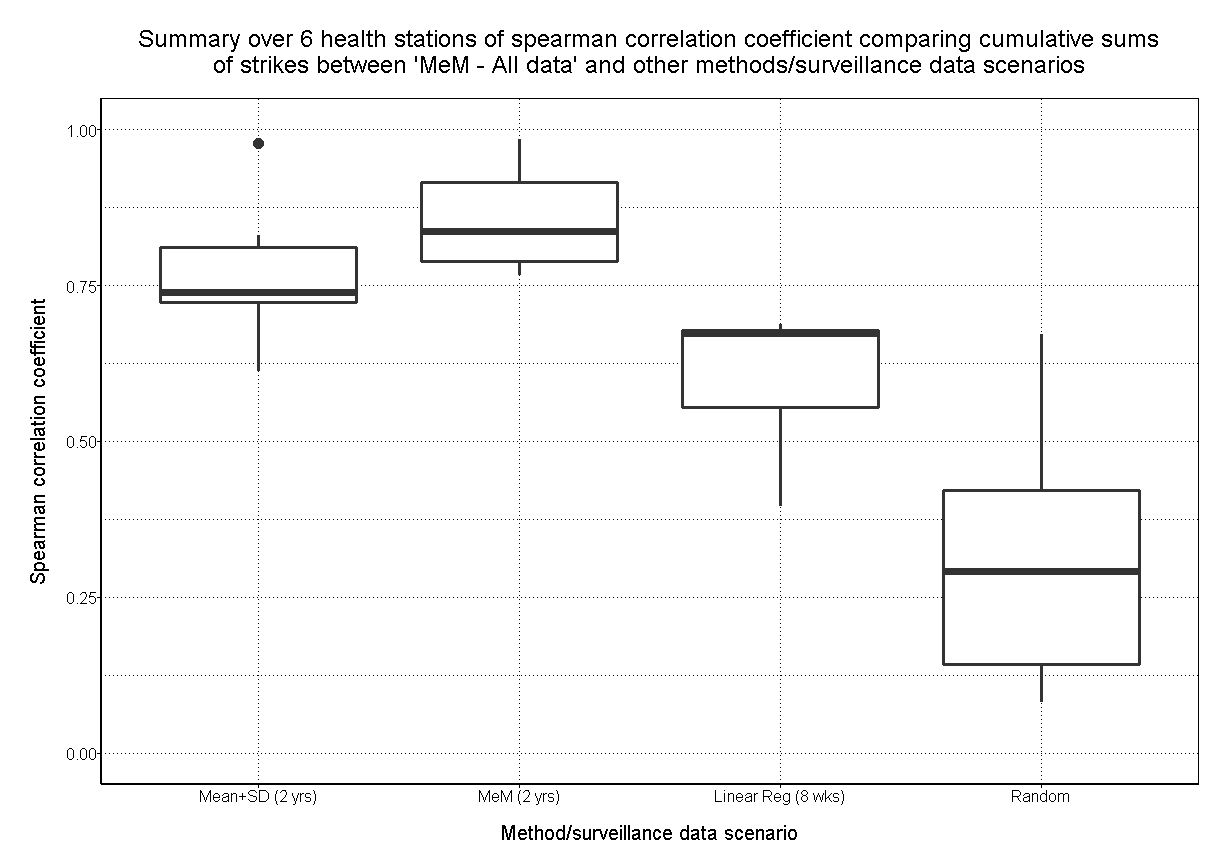 Summary over 6 health stations of spearman correlation coefficient comparing cumulative sums
of strikes between 'MeM - All data' and other methods/surveillance data scenarios
Spearman correlation coefficient
1.00
0.75
0.50
0.25
0.00
Mean+SD (2 yrs)
MeM (2 yrs)
Linear Reg (8 wks)
Random
Method/surveillance data scenario